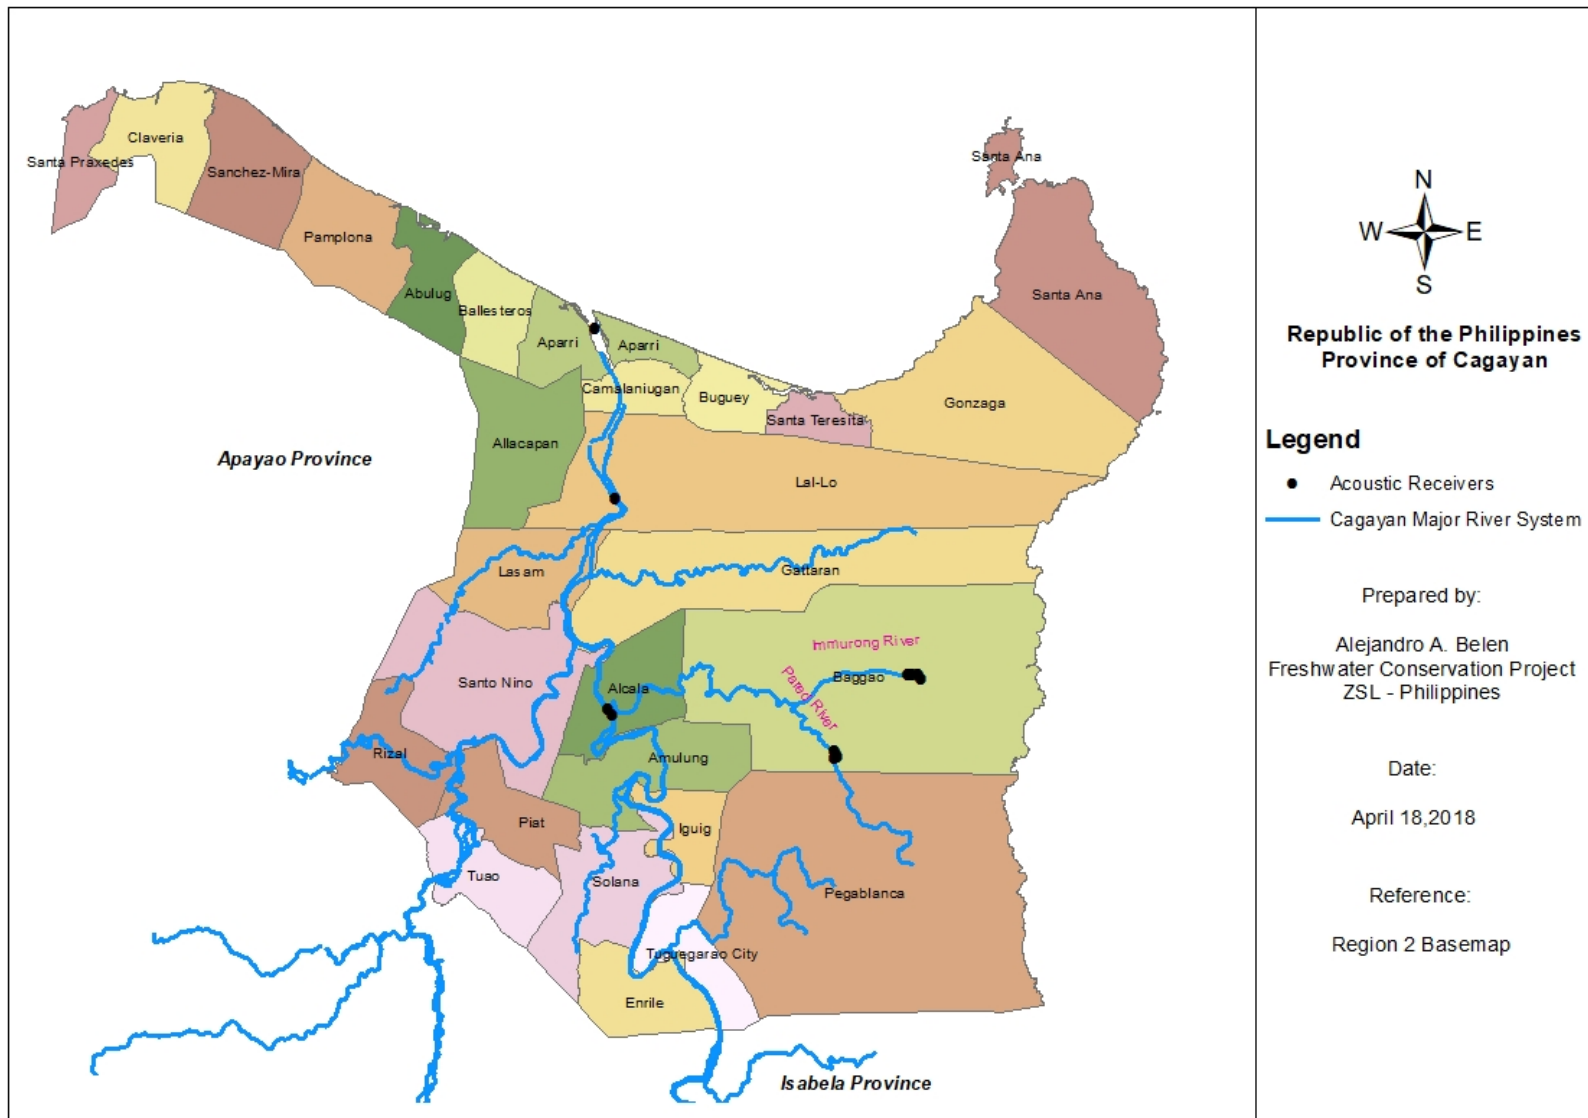 Claveria
Santa Praxedes
Sanchez-Mira
Santa Ana
Pamplona
Abulug
Ballesteros
Santa Ana
Aparri
Aparri
Camalaniugan
Buguey
Gonzaga
Santa Teresita
Allacapan
Apayao Province
Lal-Lo
Lasam
Gattaran
Immurong River
Baggao
Pared River
Santo Nino
Alcala
Rizal
Amulung
Piat
Iguig
Tuao
Solana
Pegablanca
Tuguegarao City
Enrile
Isabela Province
N
W E
S
Republic of the Philippines
Province of Cagayan
Legend
Acoustic Receivers
Cagayan Major River System
Prepared by:
Alejandro A. Belen
Freshwater Conservation Project
ZSL - Philippines
Date:
April 18,2018
Reference:
Region 2 Basemap